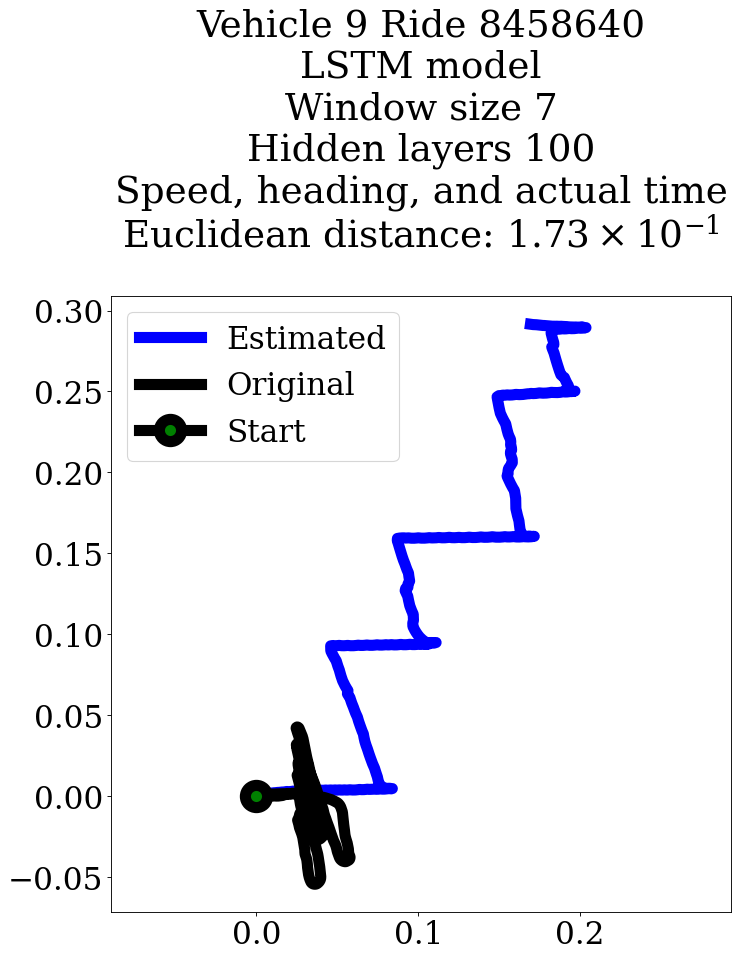 Vehicle 9 Ride 8458640
LSTM model
Window size 7
Hidden layers 100
Speed, heading, and actual time
Euclidean distance: 1.73 × 10⁻¹
Estimated
Original
Start
0.30
0.25
0.20
0.15
0.10
0.05
0.00
−0.05
0.0 0.1 0.2